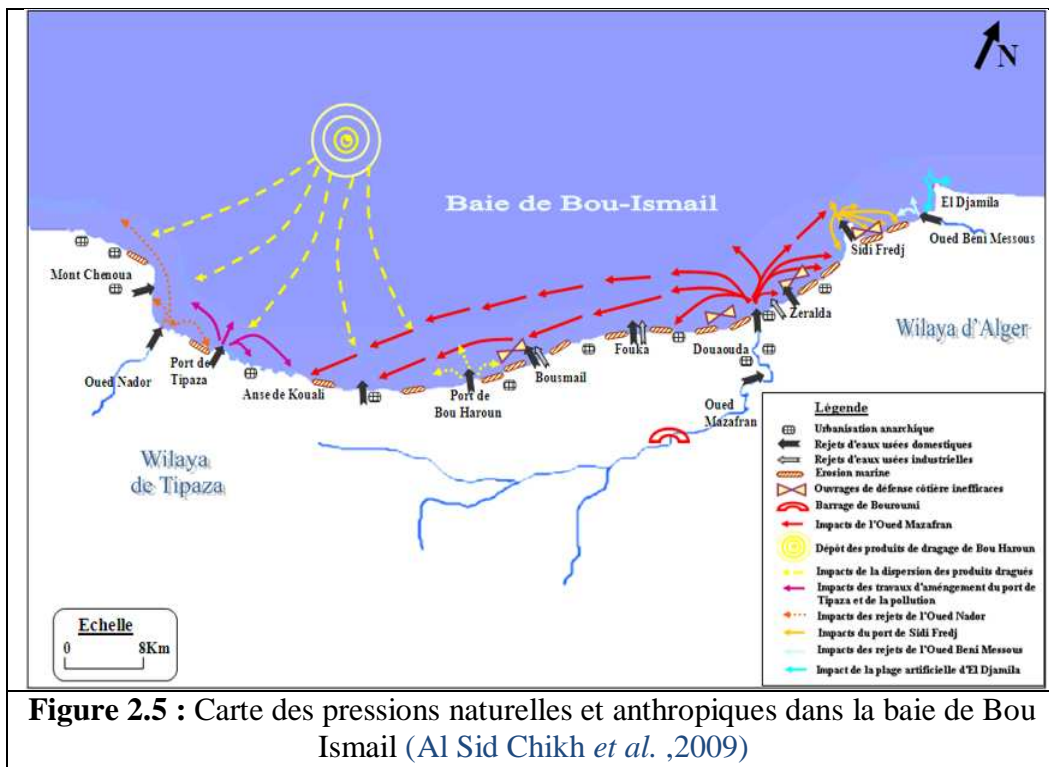 N
Baie de Bou-Ismail
El Djamila
Oued Beni Messous
Sidi Fredj
Mont Chenoua
Zeralda
Wilaya d'Alger
Port de
Tipaza
Oued Nador
Anse de Kouali
Port de
Bou Haroun
Bousmail
Fouka
Douaouda
Oued
Mazafran
Wilaya
de Tipaza
Echelle
0 8Km
Légende
Urbanisation anarchique
Rejets d'eaux usées domestiques
Rejets d'eaux usées industrielles
Erosion marine
Ouvrages de défense côtière inefficaces
Barrage de Bouroumi
Impacts de l'Oued Mazafran
Dépôt des produits de dragage de Bou Haroun
Impacts de la dispersion des produits dragués
Impacts des travaux d'améngement du port de
Tipaza et de la pollution
Impacts des rejets de l'Oued Nador
Impacts du port de Sidi Fredj
Impacts des rejets de l'Oued Beni Messous
Impact de la plage artificielle d'El Djamila
Figure 2.5 : Carte des pressions naturelles et anthropiques dans la baie de Bou
Ismail (Al Sid Chikh et al. ,2009)